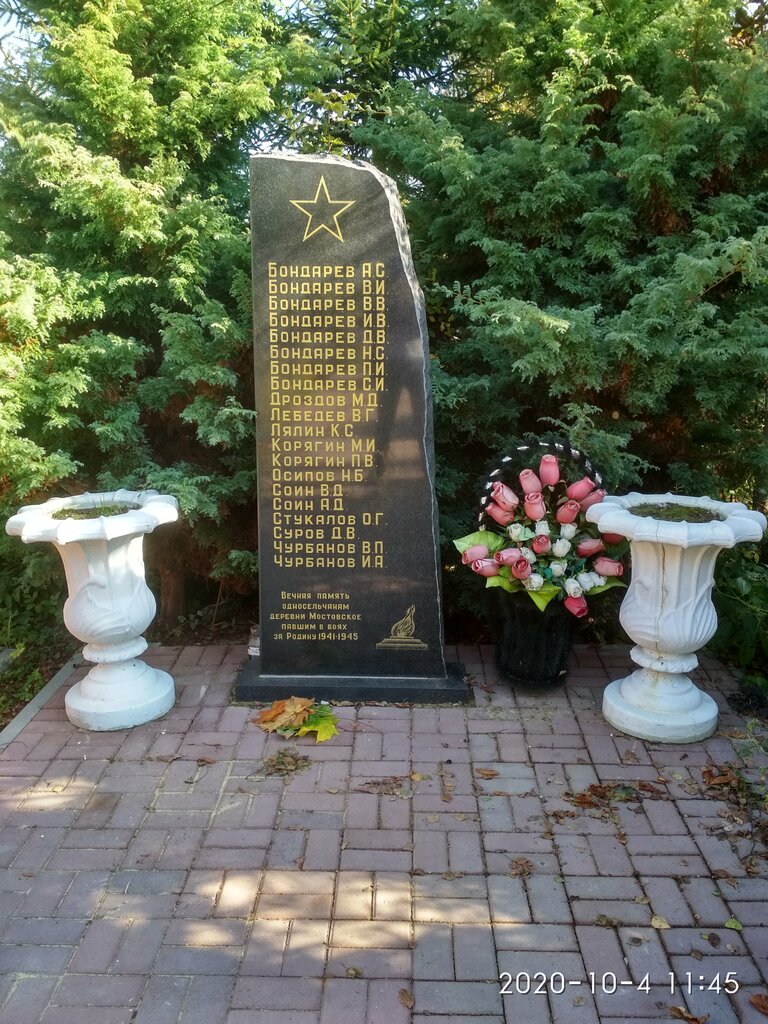 Бондарев А.С.
Бондарев В.И.
Бондарев В.В.
Бондарев И.В.
Бондарев Д.В.
Бондарев Н.С.
Бондарев П.И.
Бондарев С.И.
Дроздов М.Д.
Лебедев В.Г.
Лялин К.С.
Корягин М.И.
Корягин П.В.
Осипов Н.Б.
Соин В.Д.
Соин А.Д.
Стукалов О.Г.
Суров Д.В.
Чурбанов В.П.
Чурбанов И.А.
Вечная память
односельчанам
деревни Мостовское
павшим в боях
за Родину 1941-1945
2020-10-4 11:45